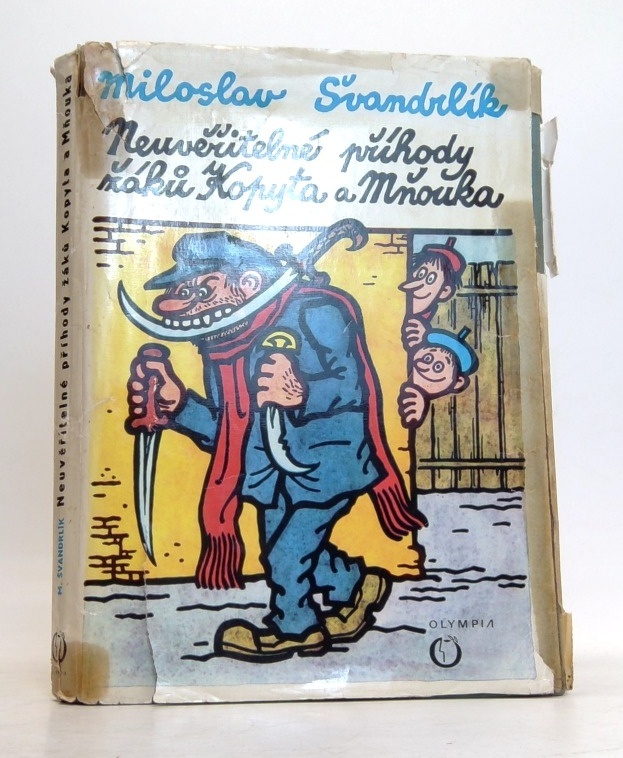 Miloslav Švandrlík
Neuvěřitelné příhody
žáků Kopyta a Mňouka
OLYMPIA
M. ŠVANDRLÍK Neuvěřitelné příhody žáků Kopyta a Mňouka